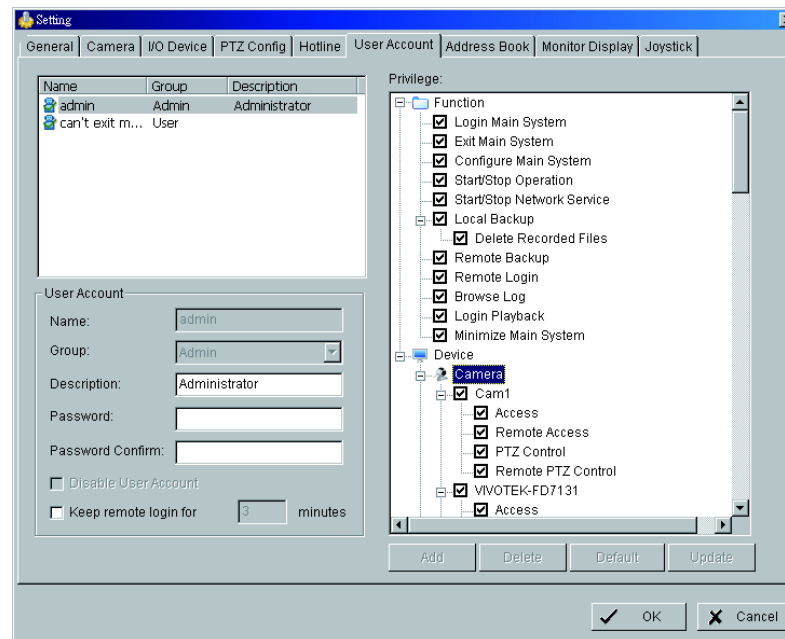 Setting
General Camera I/O Device PTZ Config Hotline User Account Address Book Monitor Display Joystick
Name Group Description
admin Admin Administrator
can't exit m... User
User Account
Name: admin
Group: Admin
Description: Administrator
Password:
Password Confirm:
Disable User Account
Keep remote login for 3 minutes
Privilege:
Function
Login Main System
Exit Main System
Configure Main System
Start/Stop Operation
Start/Stop Network Service
Local Backup
Delete Recorded Files
Remote Backup
Remote Login
Browse Log
Login Playback
Minimize Main System
Device
Camera
Cam1
Access
Remote Access
PTZ Control
Remote PTZ Control
VIVOTEK-FD7131
Access
Add Delete Default Update
OK Cancel